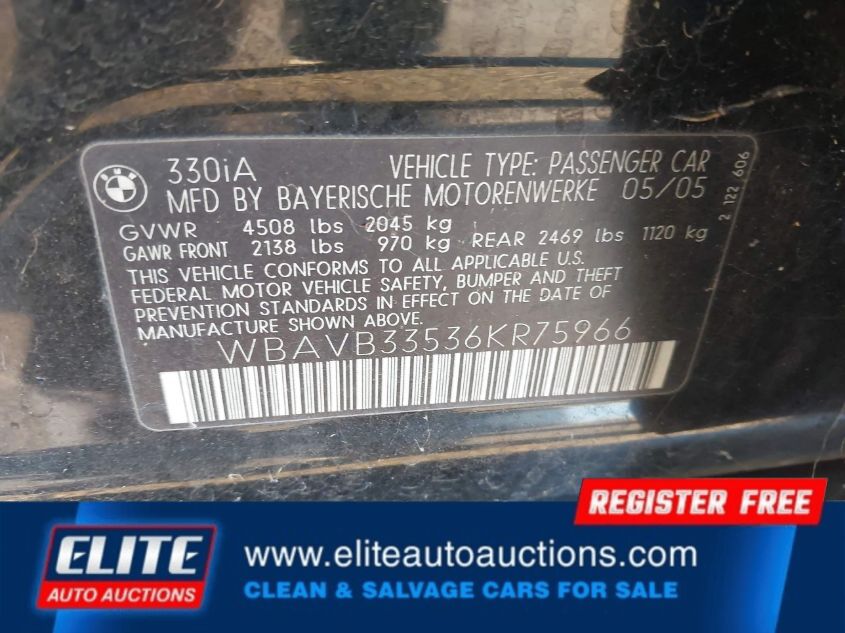 330iA VEHICLE TYPE: PASSENGER CAR
MFD BY BAYERISCHE MOTORENWERKE 05/05
GVWR 4508 lbs 2045 kg
GAWR FRONT 2138 lbs 970 kg REAR 2469 lbs 1120 kg
THIS VEHICLE CONFORMS TO ALL APPLICABLE U.S.
FEDERAL MOTOR VEHICLE SAFETY, BUMPER AND THEFT
PREVENTION STANDARDS IN EFFECT ON THE DATE OF
MANUFACTURE SHOWN ABOVE.
WBAVB33536KR75966
2 122 606
BMW
REGISTER FREE
ELITE
AUTO AUCTIONS
www.eliteautoauctions.com
CLEAN & SALVAGE CARS FOR SALE